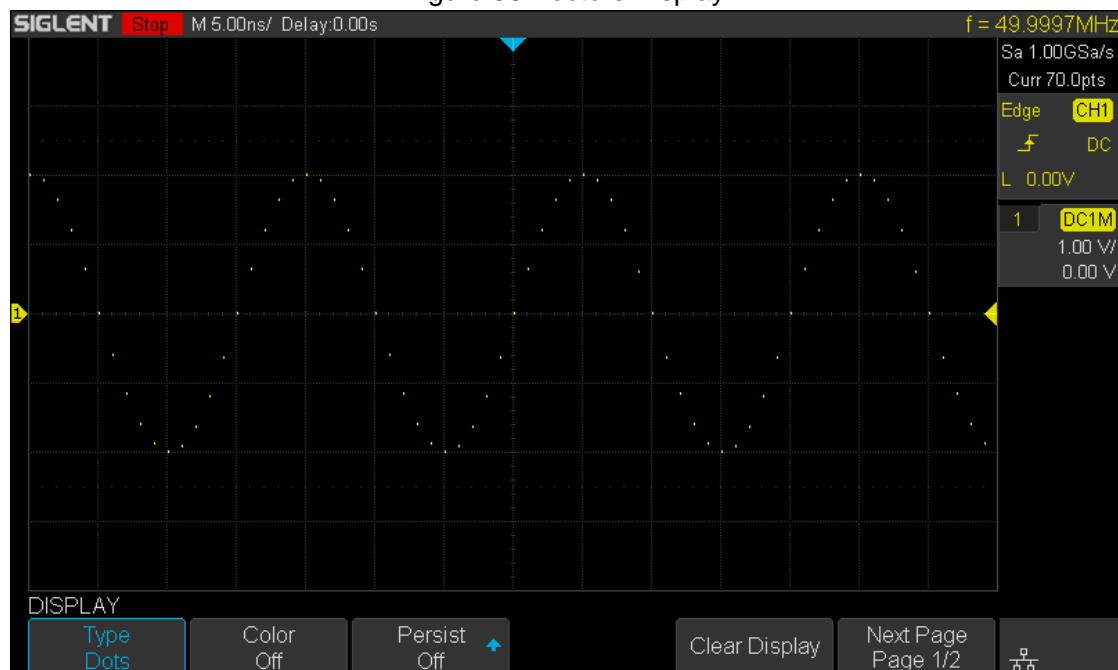 SIGLENT Stop M 5.00ns/ Delay:0.00s f = 49.9997MHz
Sa 1.00GSa/s
Curr 70.0pts
Edge CH1
DC
L 0.00V
1 DC1M
1.00 V/
0.00 V
1
DISPLAY
Type Color Persist Clear Display Next Page
Dots Off Off Page 1/2